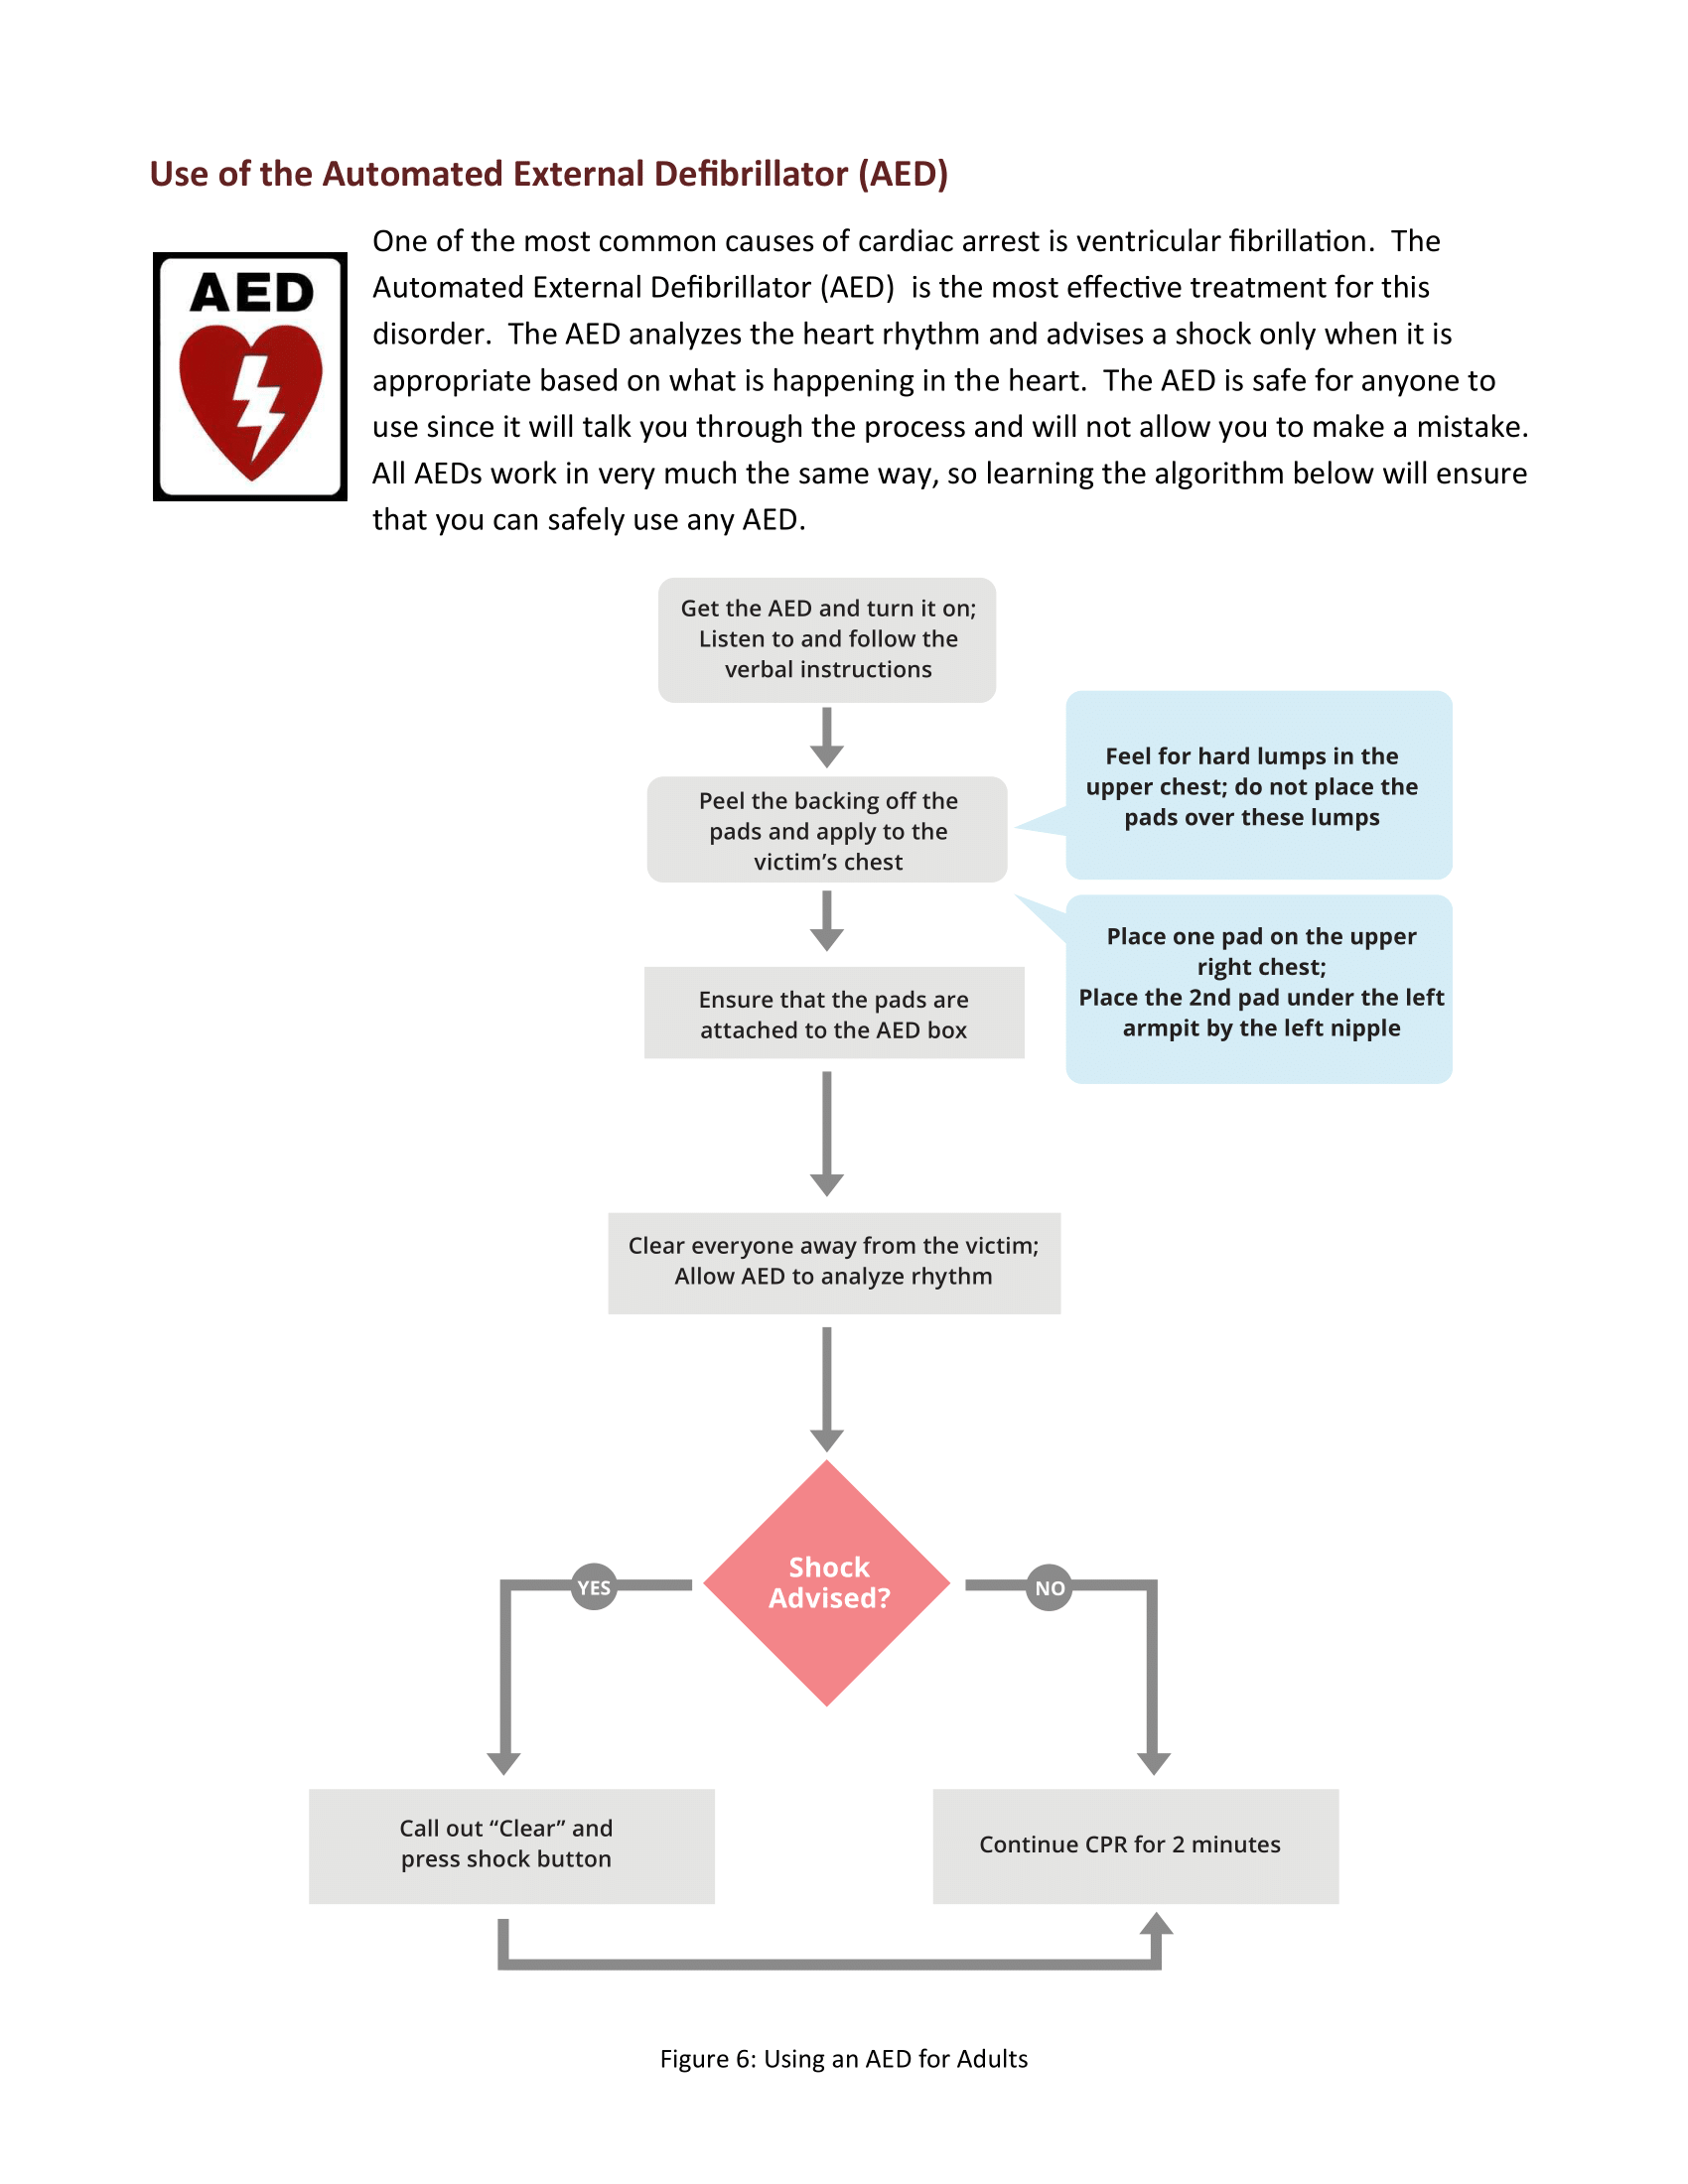 Use of the Automated External Defibrillator (AED)
AED
One of the most common causes of cardiac arrest is ventricular fibrillation.  The
Automated External Defibrillator (AED)  is the most effective treatment for this
disorder.  The AED analyzes the heart rhythm and advises a shock only when it is
appropriate based on what is happening in the heart.  The AED is safe for anyone to
use since it will talk you through the process and will not allow you to make a mistake.
All AEDs work in very much the same way, so learning the algorithm below will ensure
that you can safely use any AED.
Get the AED and turn it on;
Listen to and follow the
verbal instructions
Peel the backing off the
pads and apply to the
victim’s chest
Feel for hard lumps in the
upper chest; do not place the
pads over these lumps
Place one pad on the upper
right chest;
Place the 2nd pad under the left
armpit by the left nipple
Ensure that the pads are
attached to the AED box
Clear everyone away from the victim;
Allow AED to analyze rhythm
Shock
Advised?
YES
NO
Call out “Clear” and
press shock button
Continue CPR for 2 minutes
Figure 6: Using an AED for Adults